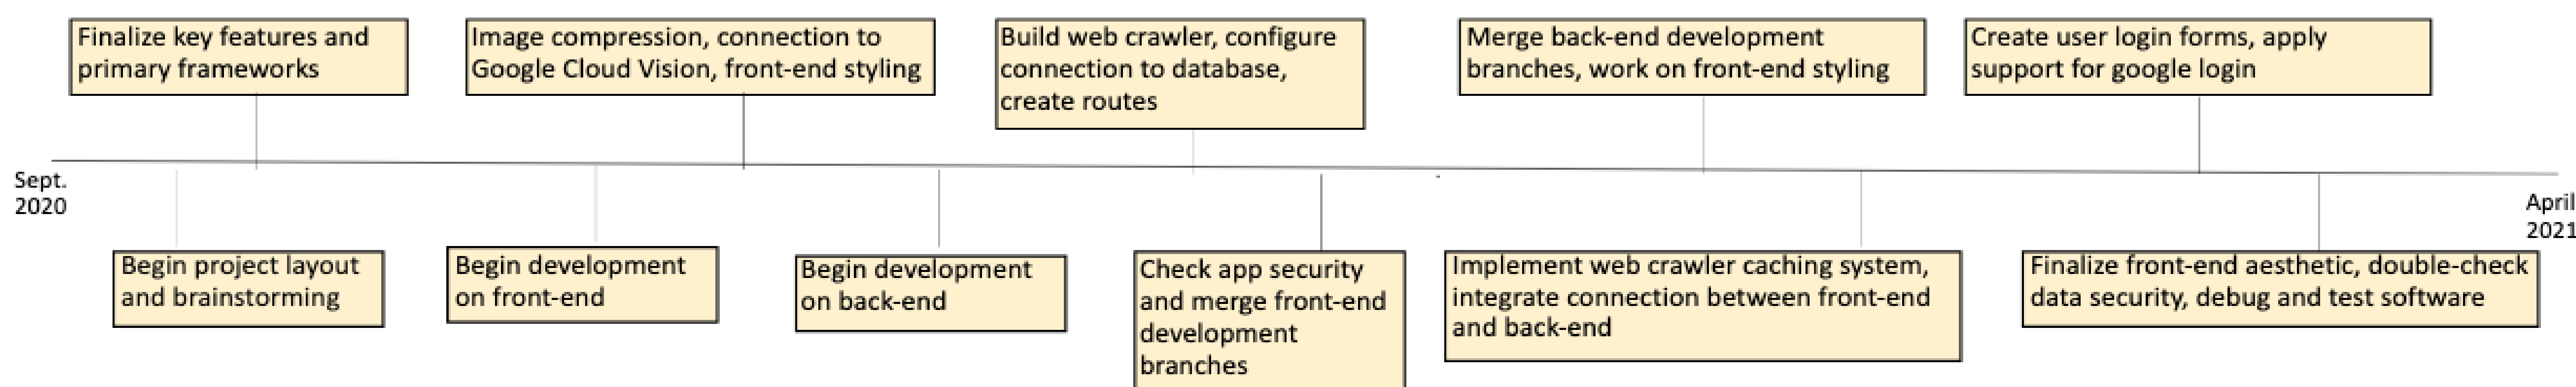 Finalize key features and
primary frameworks
Image compression, connection to
Google Cloud Vision, front-end styling
Build web crawler, configure
connection to database,
create routes
Merge back-end development
branches, work on front-end styling
Create user login forms, apply
support for google login
Sept.
2020
April
2021
Begin project layout
and brainstorming
Begin development
on front-end
Begin development
on back-end
Check app security
and merge front-end
development
branches
Implement web crawler caching system,
integrate connection between front-end
and back-end
Finalize front-end aesthetic, double-check
data security, debug and test software